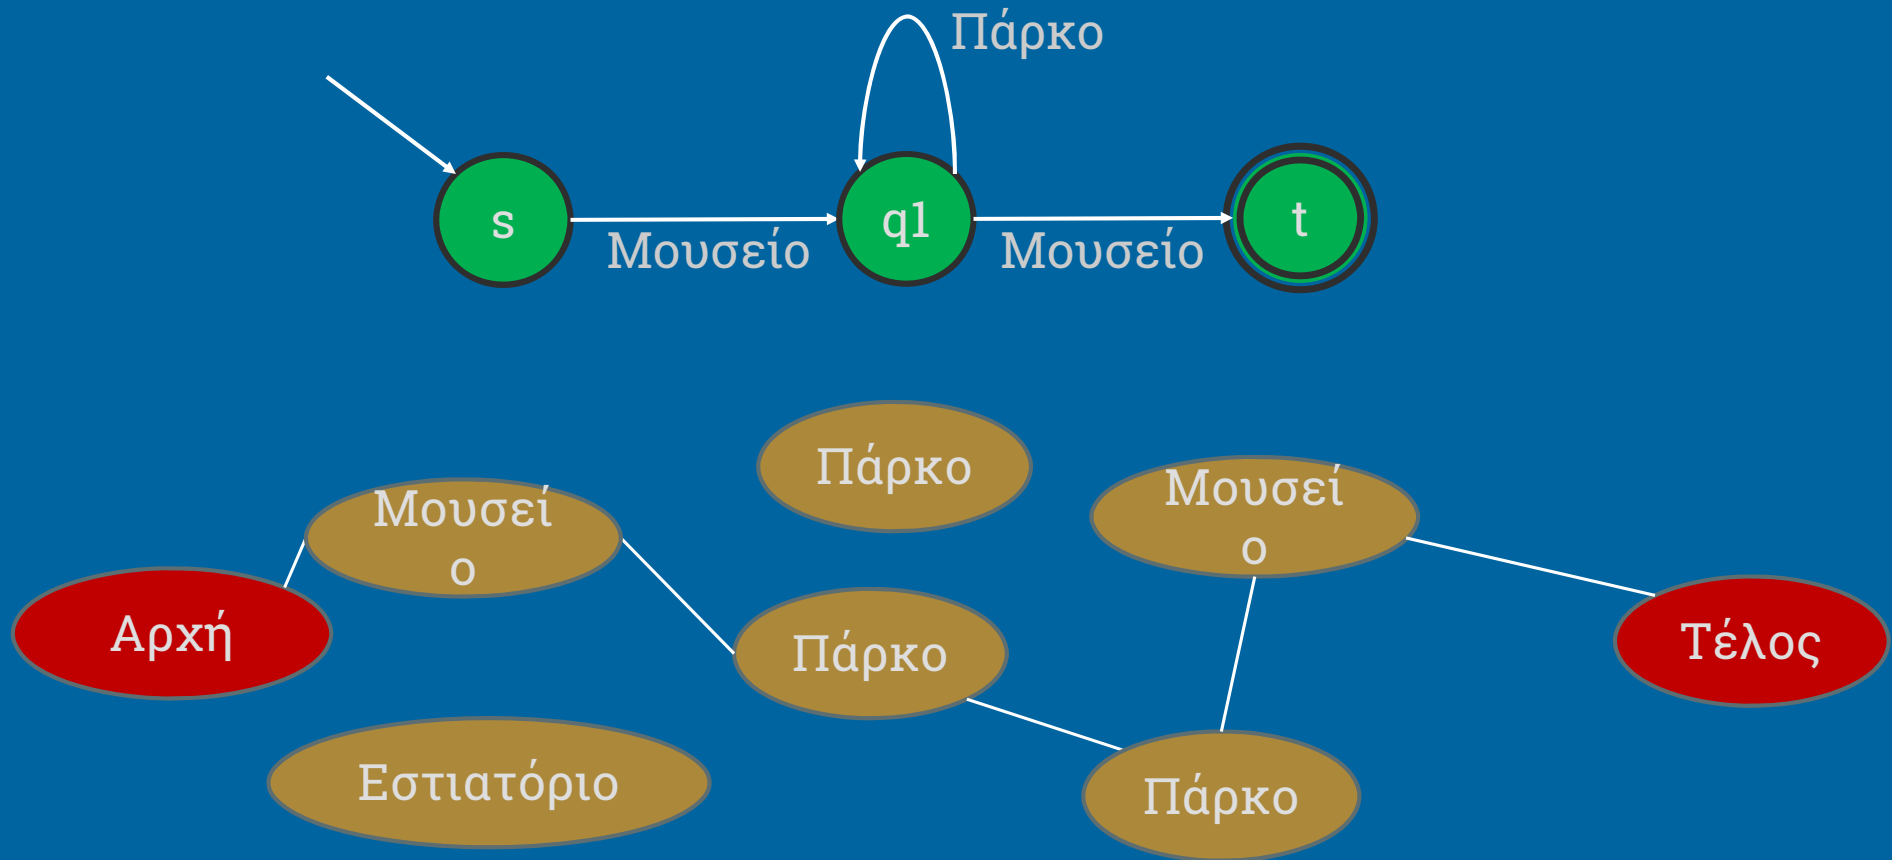 Πάρκο
s
q1
t
Μουσείο
Μουσείο
Πάρκο
Μουσεί
ο
Μουσεί
ο
Αρχή
Πάρκο
Τέλος
Εστιατόριο
Πάρκο